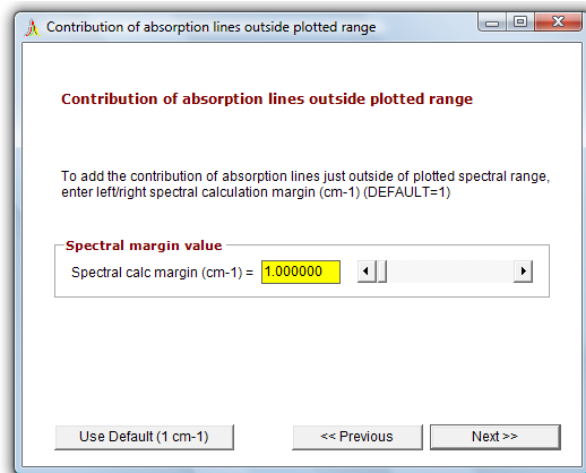 Contribution of absorption lines outside plotted range
Contribution of absorption lines outside plotted range
To add the contribution of absorption lines just outside of plotted spectral range,
enter left/right spectral calculation margin (cm-1) (DEFAULT=1)
Spectral margin value
Spectral calc margin (cm-1) = 1.000000
Use Default (1 cm-1) << Previous Next >>